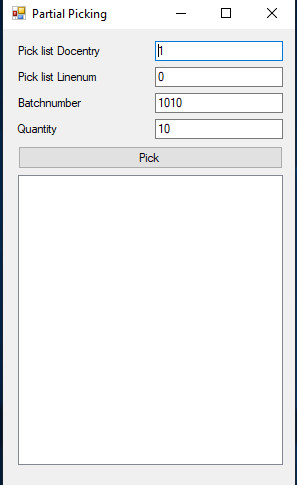 Partial Picking
Pick list Docentry 1
Pick list Linenum 0
Batchnumber 1010
Quantity 10
Pick